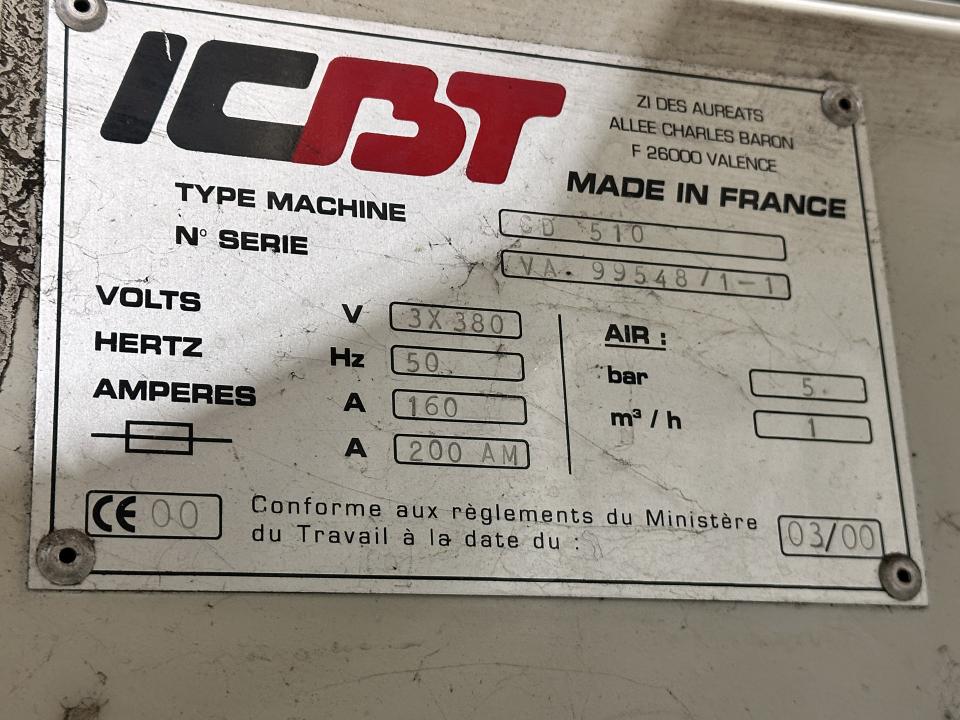 ICBT
ZI DES AUREATS
ALLEE CHARLES BARON
F 26000 VALENCE
MADE IN FRANCE
TYPE MACHINE CD 510
N° SERIE VA. 99548/1-1
VOLTS V 3X380
HERTZ Hz 50
AMPERES A 160
A 200 AM
AIR :
bar 5
m³ / h 1
CE 00
Conforme aux règlements du Ministère
du Travail à la date du : 03/00